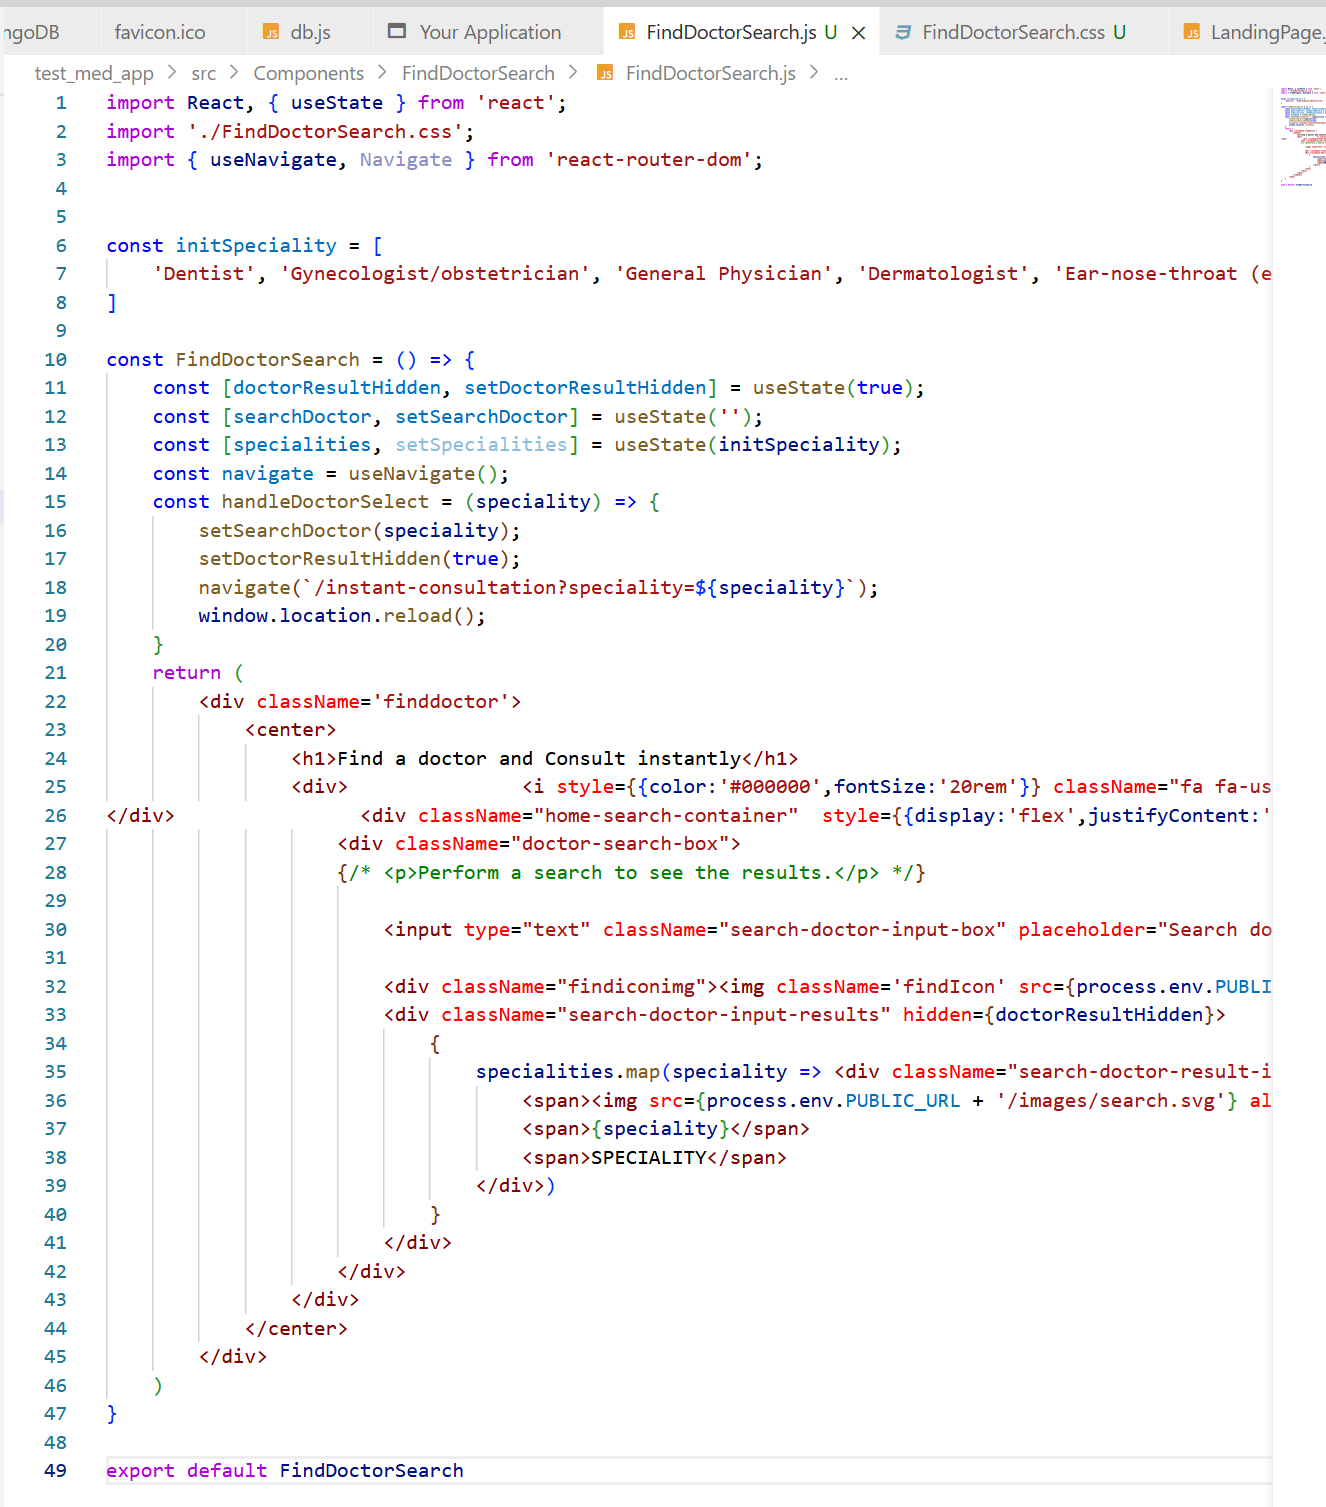 ngoDB favicon.ico JS db.js Your Application JS FindDoctorSearch.js U FindDoctorSearch.css U JS LandingPage.
test_med_app > src > Components > FindDoctorSearch > JS FindDoctorSearch.js > ...
1 import React, { useState } from 'react';
2 import './FindDoctorSearch.css';
3 import { useNavigate, Navigate } from 'react-router-dom';
4
5
6 const initSpeciality = [
7     'Dentist', 'Gynecologist/obstetrician', 'General Physician', 'Dermatologist', 'Ear-nose-throat (e
8 ]
9
10 const FindDoctorSearch = () => {
11     const [doctorResultHidden, setDoctorResultHidden] = useState(true);
12     const [searchDoctor, setSearchDoctor] = useState('');
13     const [specialities, setSpecialities] = useState(initSpeciality);
14     const navigate = useNavigate();
15     const handleDoctorSelect = (speciality) => {
16         setSearchDoctor(speciality);
17         setDoctorResultHidden(true);
18         navigate(`/instant-consultation?speciality=${speciality}`);
19         window.location.reload();
20     }
21     return (
22         <div className='finddoctor'>
23             <center>
24                 <h1>Find a doctor and Consult instantly</h1>
25                 <div>               <i style={{color:'#000000',fontSize:'20rem'}} className="fa fa-us
26 </div>                <div className="home-search-container"  style={{display:'flex',justifyContent:'
27                     <div className="doctor-search-box">
28                     {/* <p>Perform a search to see the results.</p> */}
29
30                         <input type="text" className="search-doctor-input-box" placeholder="Search do
31
32                         <div className="findiconimg"><img className='findIcon' src={process.env.PUBLI
33                         <div className="search-doctor-input-results" hidden={doctorResultHidden}>
34                             {
35                                 specialities.map(speciality => <div className="search-doctor-result-i
36                                     <span><img src={process.env.PUBLIC_URL + '/images/search.svg'} al
37                                     <span>{speciality}</span>
38                                     <span>SPECIALITY</span>
39                                 </div>)
40                             }
41                         </div>
42                     </div>
43                 </div>
44             </center>
45         </div>
46     )
47 }
48
49 export default FindDoctorSearch